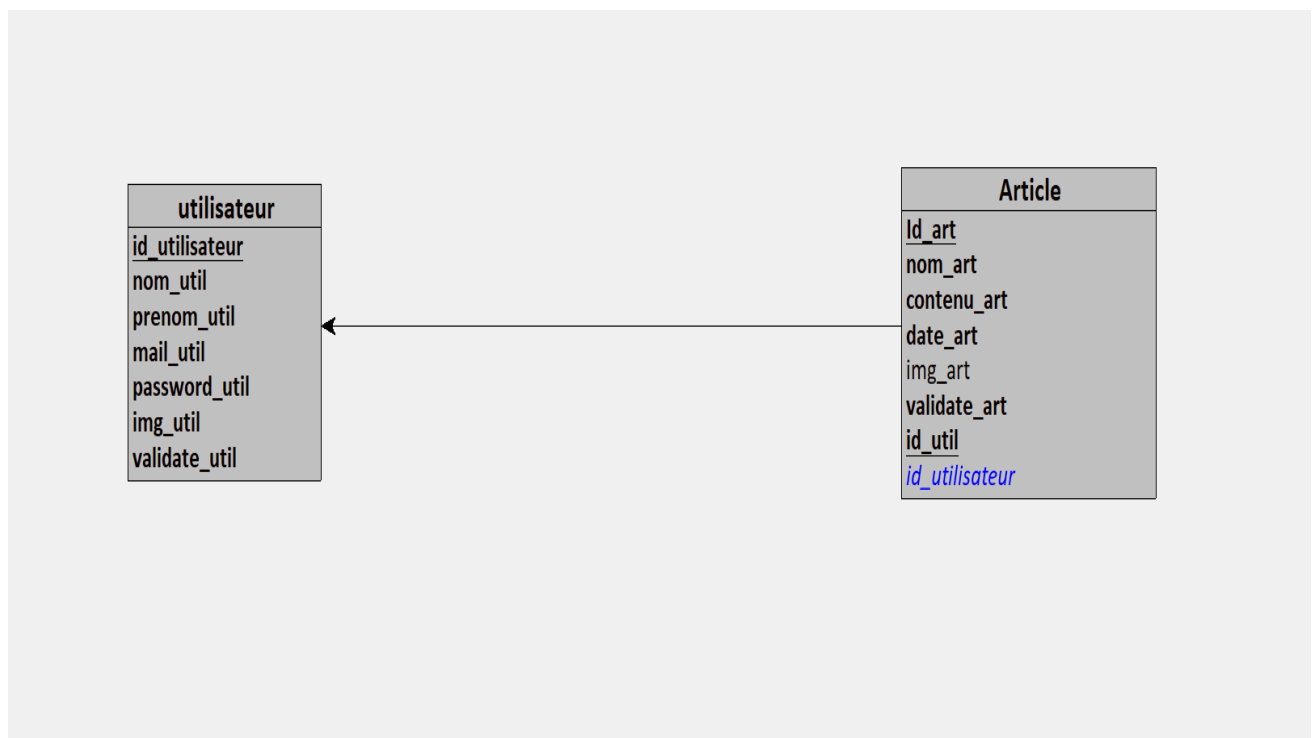 utilisateur
id_utilisateur
nom_util
prenom_util
mail_util
password_util
img_util
validate_util
Article
Id_art
nom_art
contenu_art
date_art
img_art
validate_art
id_util
id_utilisateur